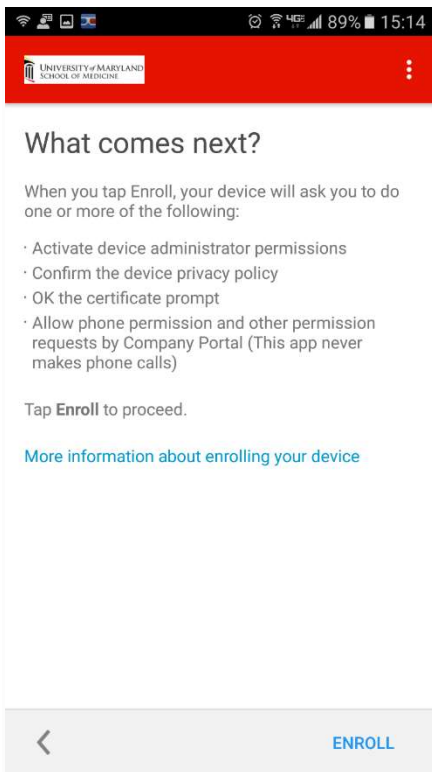 4GE 89% 15:14
UNIVERSITY of MARYLAND
SCHOOL OF MEDICINE
What comes next?
When you tap Enroll, your device will ask you to do
one or more of the following:
· Activate device administrator permissions
· Confirm the device privacy policy
· OK the certificate prompt
· Allow phone permission and other permission
requests by Company Portal (This app never
makes phone calls)
Tap Enroll to proceed.
More information about enrolling your device
ENROLL